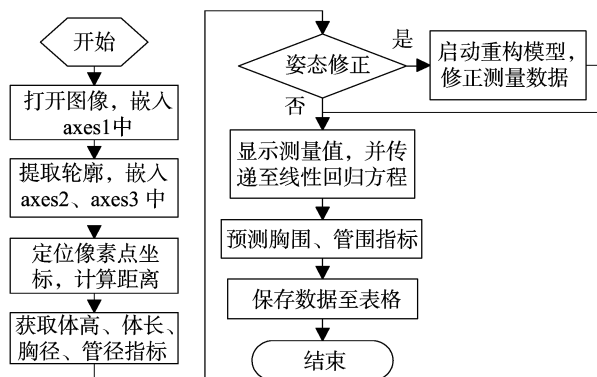 开始
打开图像，嵌入
axes1中
提取轮廓，嵌入
axes2、axes3 中
定位像素点坐
标，计算距离
获取体高、体长、
胸径、管径指标
姿态修正
是
启动重构模型，
修正测量数据
否
显示测量值，并传
递至线性回归方程
预测胸围、管围指标
保存数据至表格
结束